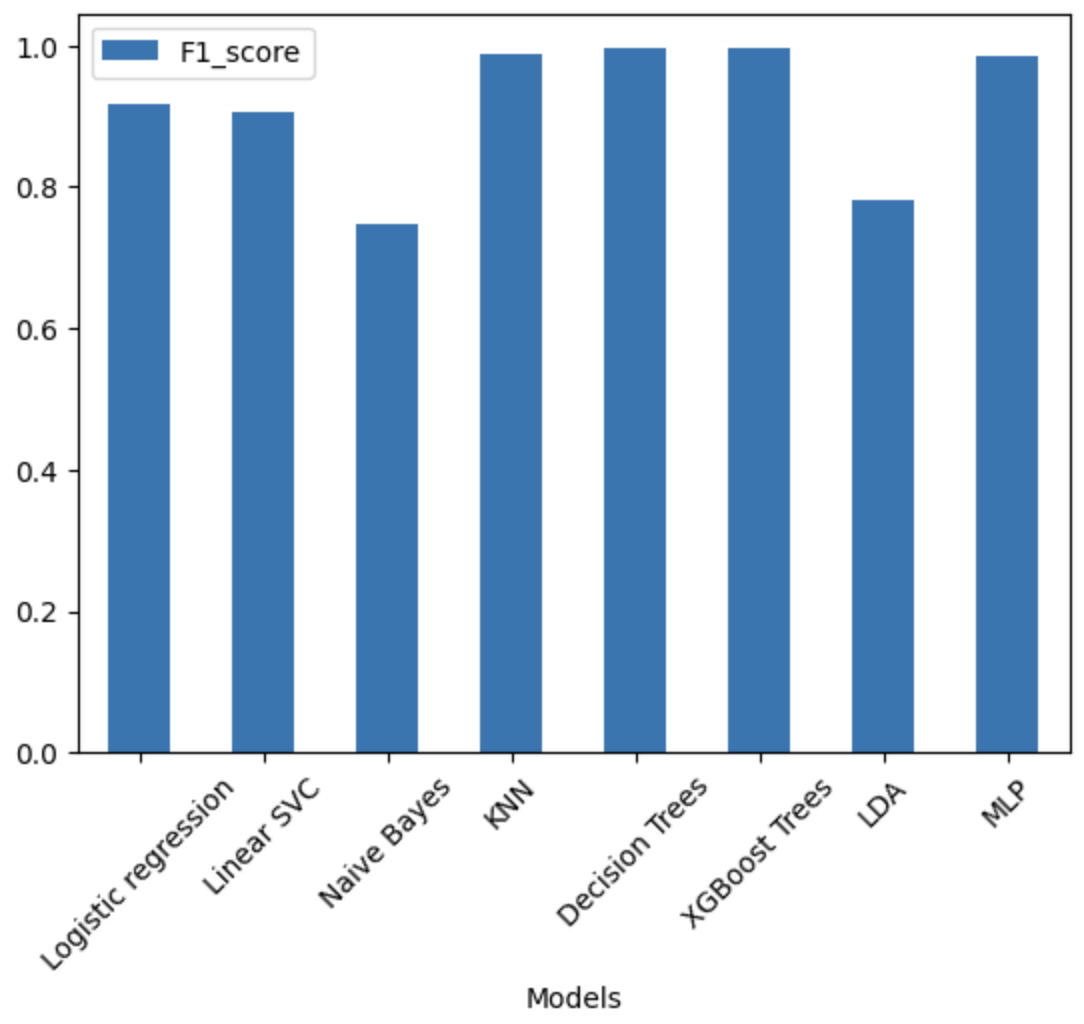 F1_score
1.0
0.8
0.6
0.4
0.2
0.0
Logistic regression
Linear SVC
Naive Bayes
KNN
Decision Trees
XGBoost Trees
LDA
MLP
Models